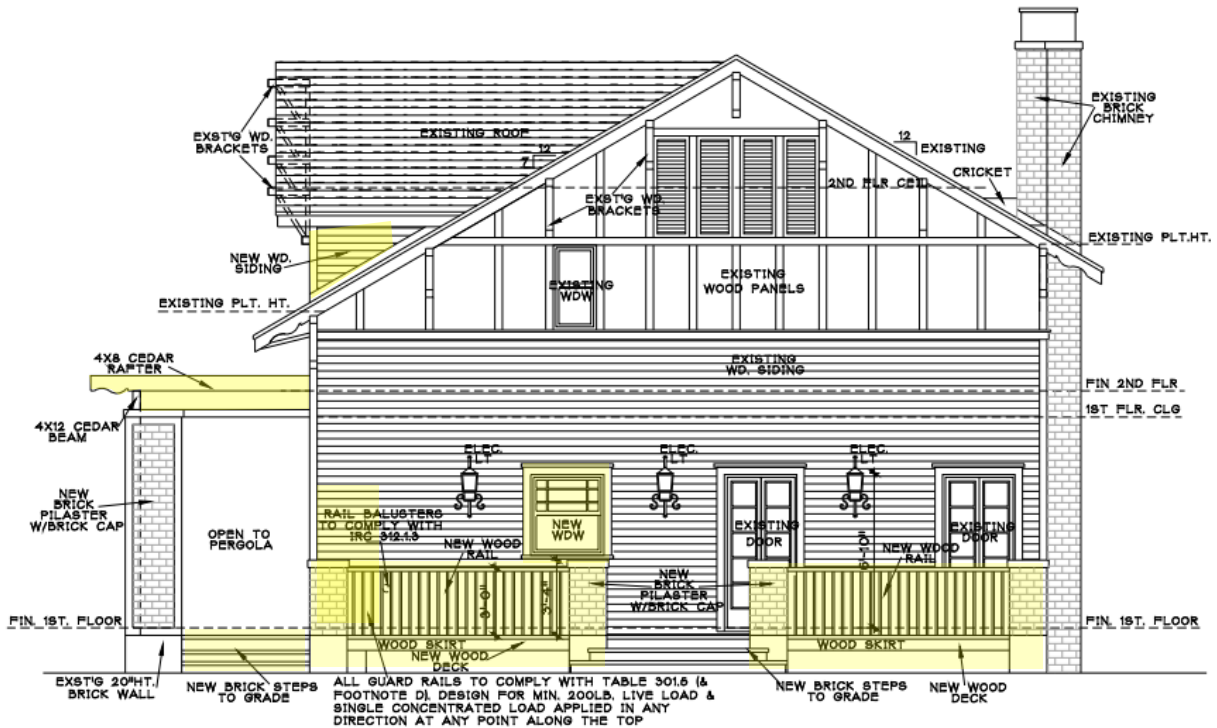 EXST'G WD.
BRACKETS
EXISTING ROOF
12
7
12
EXISTING
EXISTING
BRICK
CHIMNEY
CRICKET
2ND FLR CEIL
EXST'G WD.
BRACKETS
EXISTING PLT.HT.
NEW WD.
SIDING
EXISTING
WDW
EXISTING
WOOD PANELS
EXISTING PLT. HT.
4X8 CEDAR
RAFTER
EXISTING
WD. SIDING
FIN 2ND FLR
1ST FLR. CLG
4X12 CEDAR
BEAM
ELEC.
LT
ELEC.
LT
ELEC.
LT
NEW
BRICK
PILASTER
W/BRICK CAP
OPEN TO
PERGOLA
RAIL BALUSTERS
TO COMPLY WITH
IRC 312.1.3
NEW
WDW
EXISTING
DOOR
6'-10"
EXISTING
DOOR
NEW WOOD
RAIL
NEW WOOD
RAIL
NEW
BRICK
PILASTER
W/BRICK CAP
3'-0"
3'-4"
FIN. 1ST. FLOOR
FIN. 1ST. FLOOR
WOOD SKIRT
WOOD SKIRT
NEW WOOD
DECK
EXST'G 20"HT.
BRICK WALL
NEW BRICK STEPS
TO GRADE
ALL GUARD RAILS TO COMPLY WITH TABLE 301.5 (&
FOOTNOTE D). DESIGN FOR MIN. 200LB. LIVE LOAD &
SINGLE CONCENTRATED LOAD APPLIED IN ANY
DIRECTION AT ANY POINT ALONG THE TOP
NEW BRICK STEPS
TO GRADE
NEW WOOD
DECK